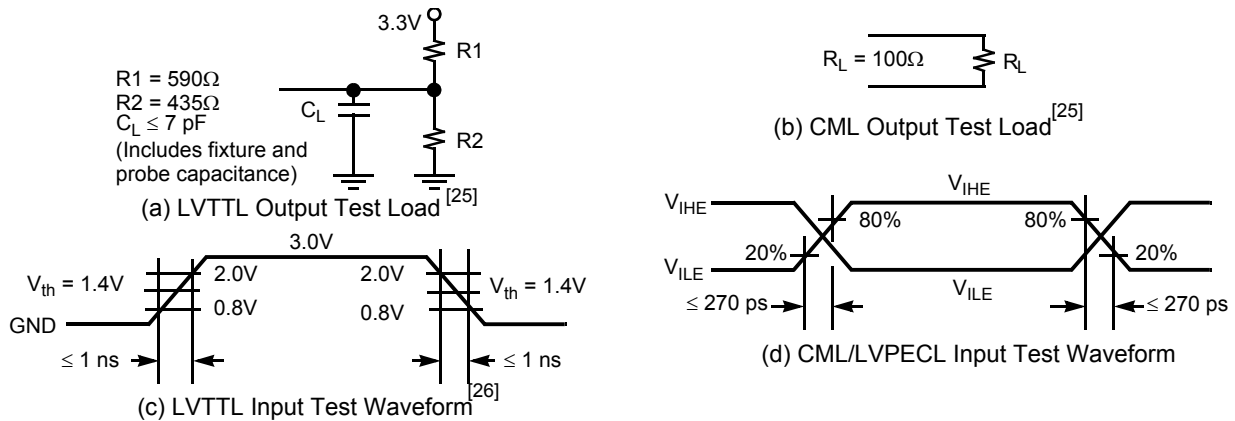 3.3V
R1
R1 = 590Ω
R2 = 435Ω
C_L ≤ 7 pF
(Includes fixture and
probe capacitance)
C_L
R2
(a) LVTTL Output Test Load [25]
R_L = 100Ω
R_L
(b) CML Output Test Load[25]
3.0V
V_th = 1.4V
2.0V
0.8V
2.0V
0.8V
V_th = 1.4V
GND
≤ 1 ns
≤ 1 ns
(c) LVTTL Input Test Waveform[26]
V_IHE
V_IHE
80%
80%
20%
20%
V_ILE
V_ILE
≤ 270 ps
≤ 270 ps
(d) CML/LVPECL Input Test Waveform